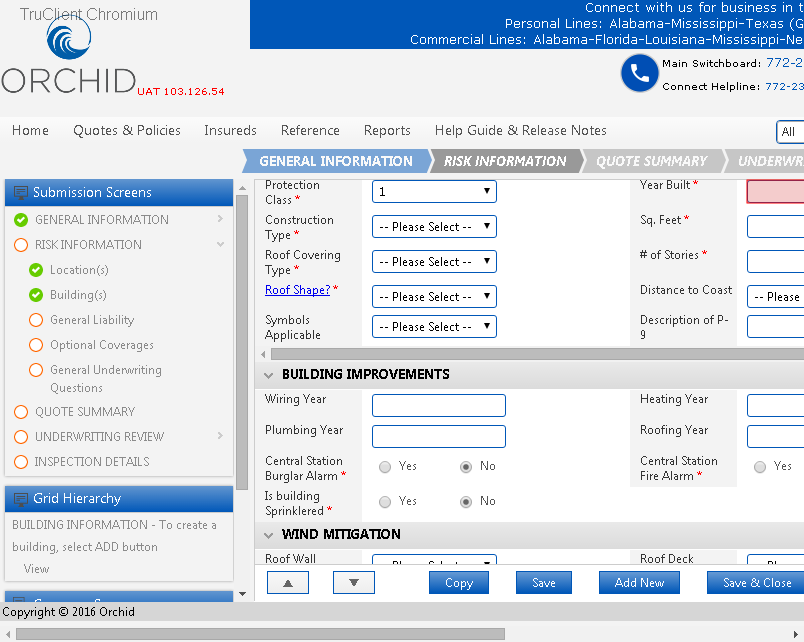 TruClient Chromium
Connect with us for business in t
Personal Lines: Alabama-Mississippi-Texas (G
Commercial Lines: Alabama-Florida-Louisiana-Mississippi-Ne
ORCHID
UAT 103.126.54
Main Switchboard: 772-2
Connect Helpline: 772-23
Home Quotes & Policies Insureds Reference Reports Help Guide & Release Notes All
GENERAL INFORMATION RISK INFORMATION QUOTE SUMMARY UNDERWR
Submission Screens
GENERAL INFORMATION
RISK INFORMATION
Location(s)
Building(s)
General Liability
Optional Coverages
General Underwriting
Questions
QUOTE SUMMARY
UNDERWRITING REVIEW
INSPECTION DETAILS
Grid Hierarchy
BUILDING INFORMATION - To create a
building, select ADD button
View
Protection
Class *
1
Year Built *
Construction
Type *
-- Please Select --
Sq. Feet *
Roof Covering
Type *
-- Please Select --
# of Stories *
Roof Shape? *
-- Please Select --
Distance to Coast
-- Please
Symbols
Applicable
-- Please Select --
Description of P-
9
BUILDING IMPROVEMENTS
Wiring Year
Heating Year
Plumbing Year
Roofing Year
Central Station
Burglar Alarm *
Yes No
Central Station
Fire Alarm *
Yes
Is building
Sprinklered *
Yes No
WIND MITIGATION
Roof Wall
Roof Deck
Copy Save Add New Save & Close
Copyright © 2016 Orchid